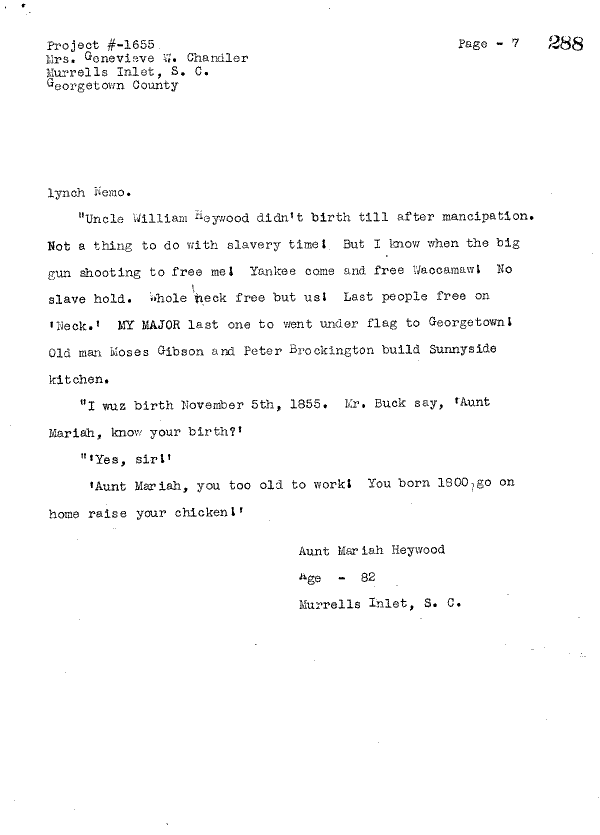 Project #-1655
Mrs. Genevieve W. Chandler
Murrells Inlet, S. C.
Georgetown County
Page - 7 288
lynch Nemo.
"Uncle William Heywood didn't birth till after mancipation.
Not a thing to do with slavery time! But I know when the big
gun shooting to free me! Yankee come and free Waccamaw! No
slave hold. Whole neck free but us! Last people free on
'Neck.' MY MAJOR last one to went under flag to Georgetown!
Old man Moses Gibson and Peter Brockington build Sunnyside
kitchen.
"I wuz birth November 5th, 1855. Mr. Buck say, 'Aunt
Mariah, know your birth?'
"'Yes, sir!'
'Aunt Mariah, you too old to work! You born 1800, go on
home raise your chicken!'
Aunt Mariah Heywood
Age - 82
Murrells Inlet, S. C.